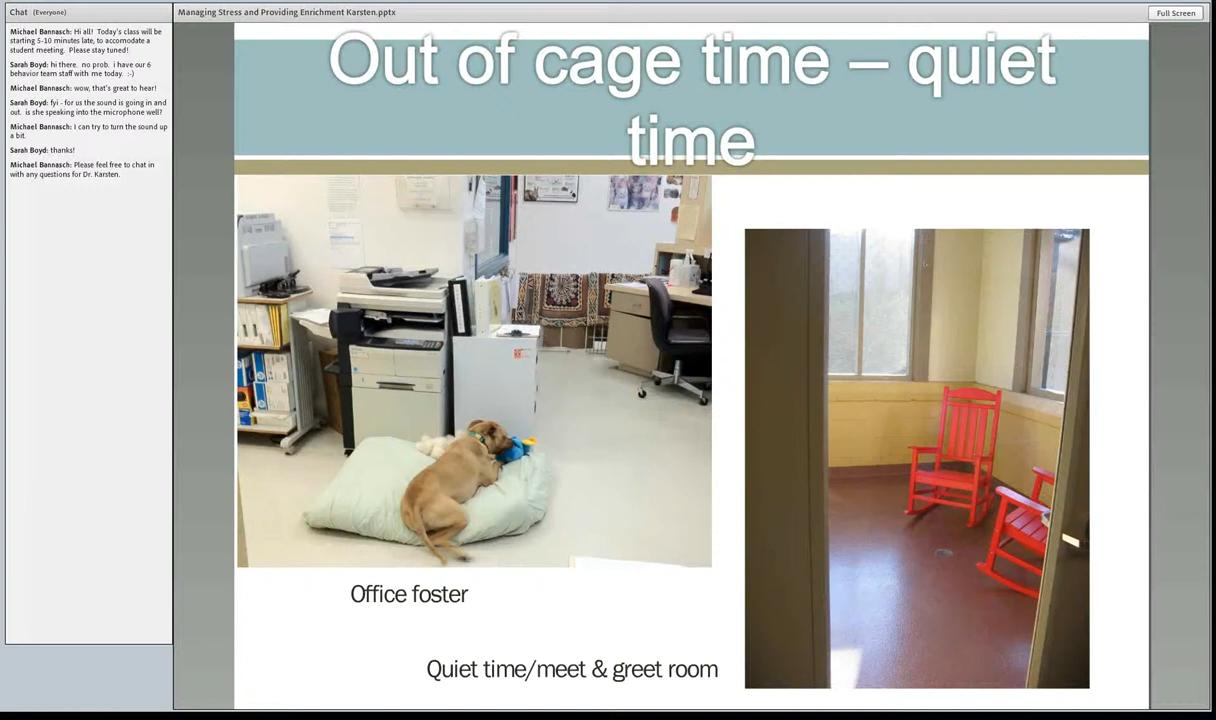 Chat (Everyone)
Michael Bannasch: Hi all! Today's class will be
starting 5-10 minutes late, to accomodate a
student meeting. Please stay tuned!
Sarah Boyd: hi there. no prob. i have our 6
behavior team staff with me today. :-)
Michael Bannasch: wow, that's great to hear!
Sarah Boyd: fyi - for us the sound is going in and
out. is she speaking into the microphone well?
Michael Bannasch: I can try to turn the sound up
a bit.
Sarah Boyd: thanks!
Michael Bannasch: Please feel free to chat in
with any questions for Dr. Karsten.
Managing Stress and Providing Enrichment Karsten.pptx
Full Screen
Out of cage time – quiet
time
Office foster
Quiet time/meet & greet room